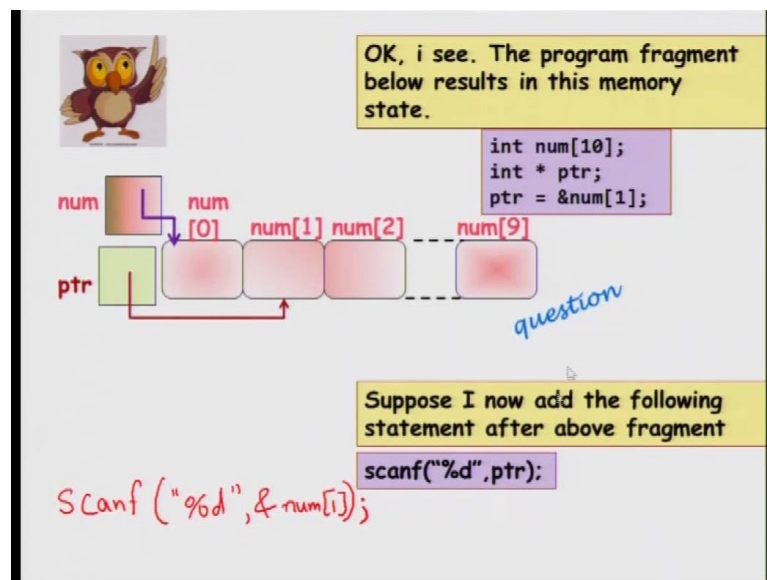 OK, i see. The program fragment
below results in this memory
state.
int num[10];
int * ptr;
ptr = &num[1];
num
num
[0]
num[1]
num[2]
num[9]
ptr
question
Suppose I now add the following
statement after above fragment
scanf("%d",ptr);
Scanf ("%d", & num[i]);